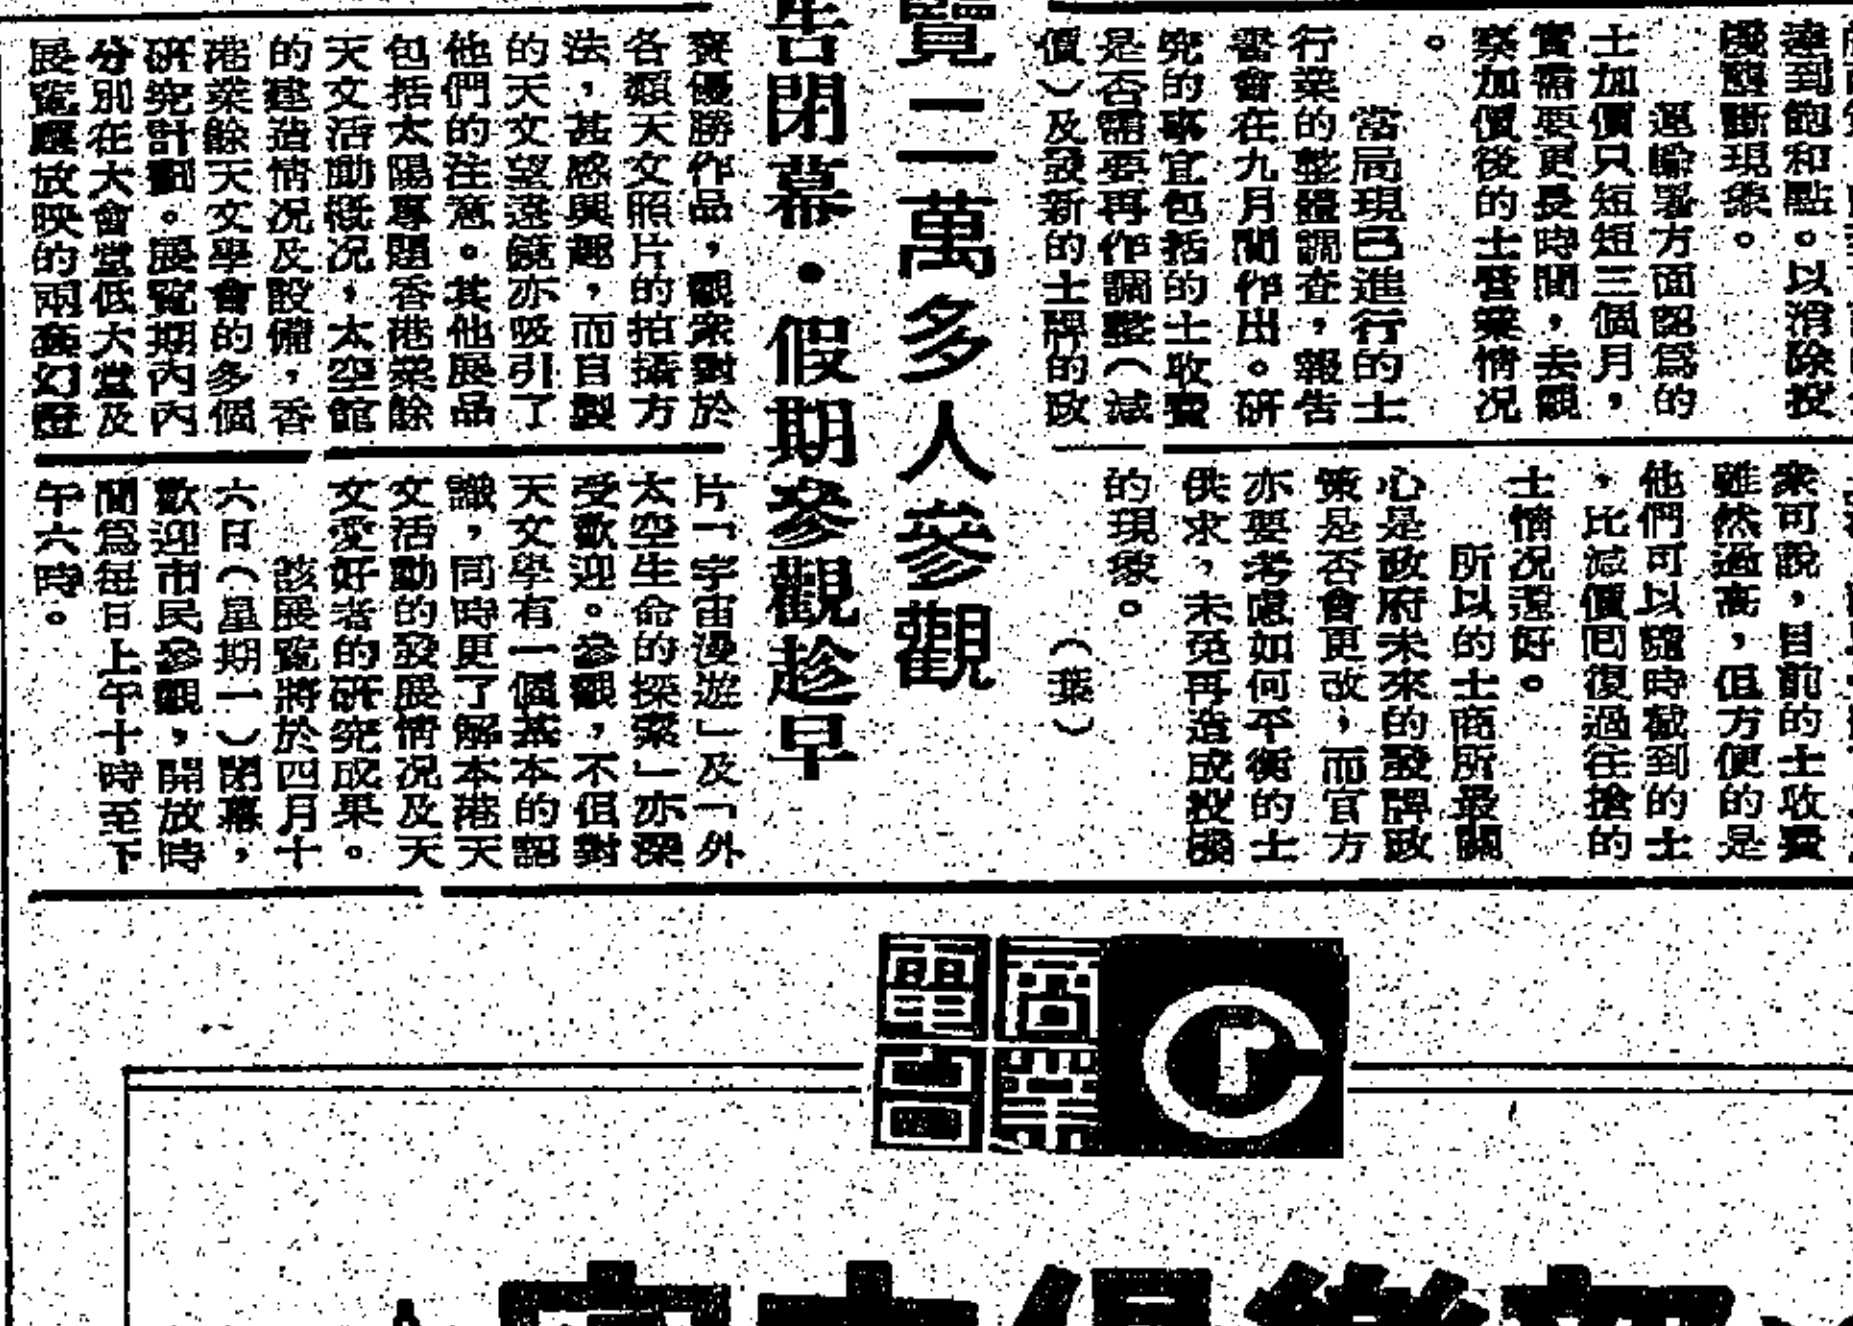 達到飽和點。以消除投
機壟斷現象。
運輸署方面認爲的
士加價只短短三個月，
實需要更長時間，去觀
察加價後的士營業情况
。
當局現已進行的士
行業的整體調查，報告
書會在九月間作出。研
究的事宜包括的士收費
是否需要再作調整（减
價）及發新的士牌的政
衆可說，目前的士收費
雖然過高，但方便的是
他們可以隨時截到的士
，比减價囘復過往搶的
士情况還好。
所以的士商所最關
心是政府未來的發牌政
策是否會更改，而官方
亦要考慮如何平衡的士
供求，未免再造成投機
的現象。
（葉）
覽二萬多人參觀
告閉幕・假期參觀趁早
賽優勝作品，觀衆對於
各類天文照片的拍攝方
法，甚感興趣，而自製
的天文望遠鏡亦吸引了
他們的注意。其他展品
包括太陽專題香港業餘
天文活動概况，太空館
的建造情况及設備，香
港業餘天文學會的多個
研究計劃。展覽期內內
分別在大會堂低大堂及
展覽廳放映的兩套幻燈
片「宇宙漫遊」及「外
太空生命的探索」亦深
受歡迎。參觀，不但對
天文學有一個基本的認
識，同時更了解本港天
文活動的發展情况及天
文愛好者的研究成果。
該展覽將於四月十
六日（星期一）閉幕，
歡迎市民參觀，開放時
間爲每日上午十時至下
午六時。
商業
電台